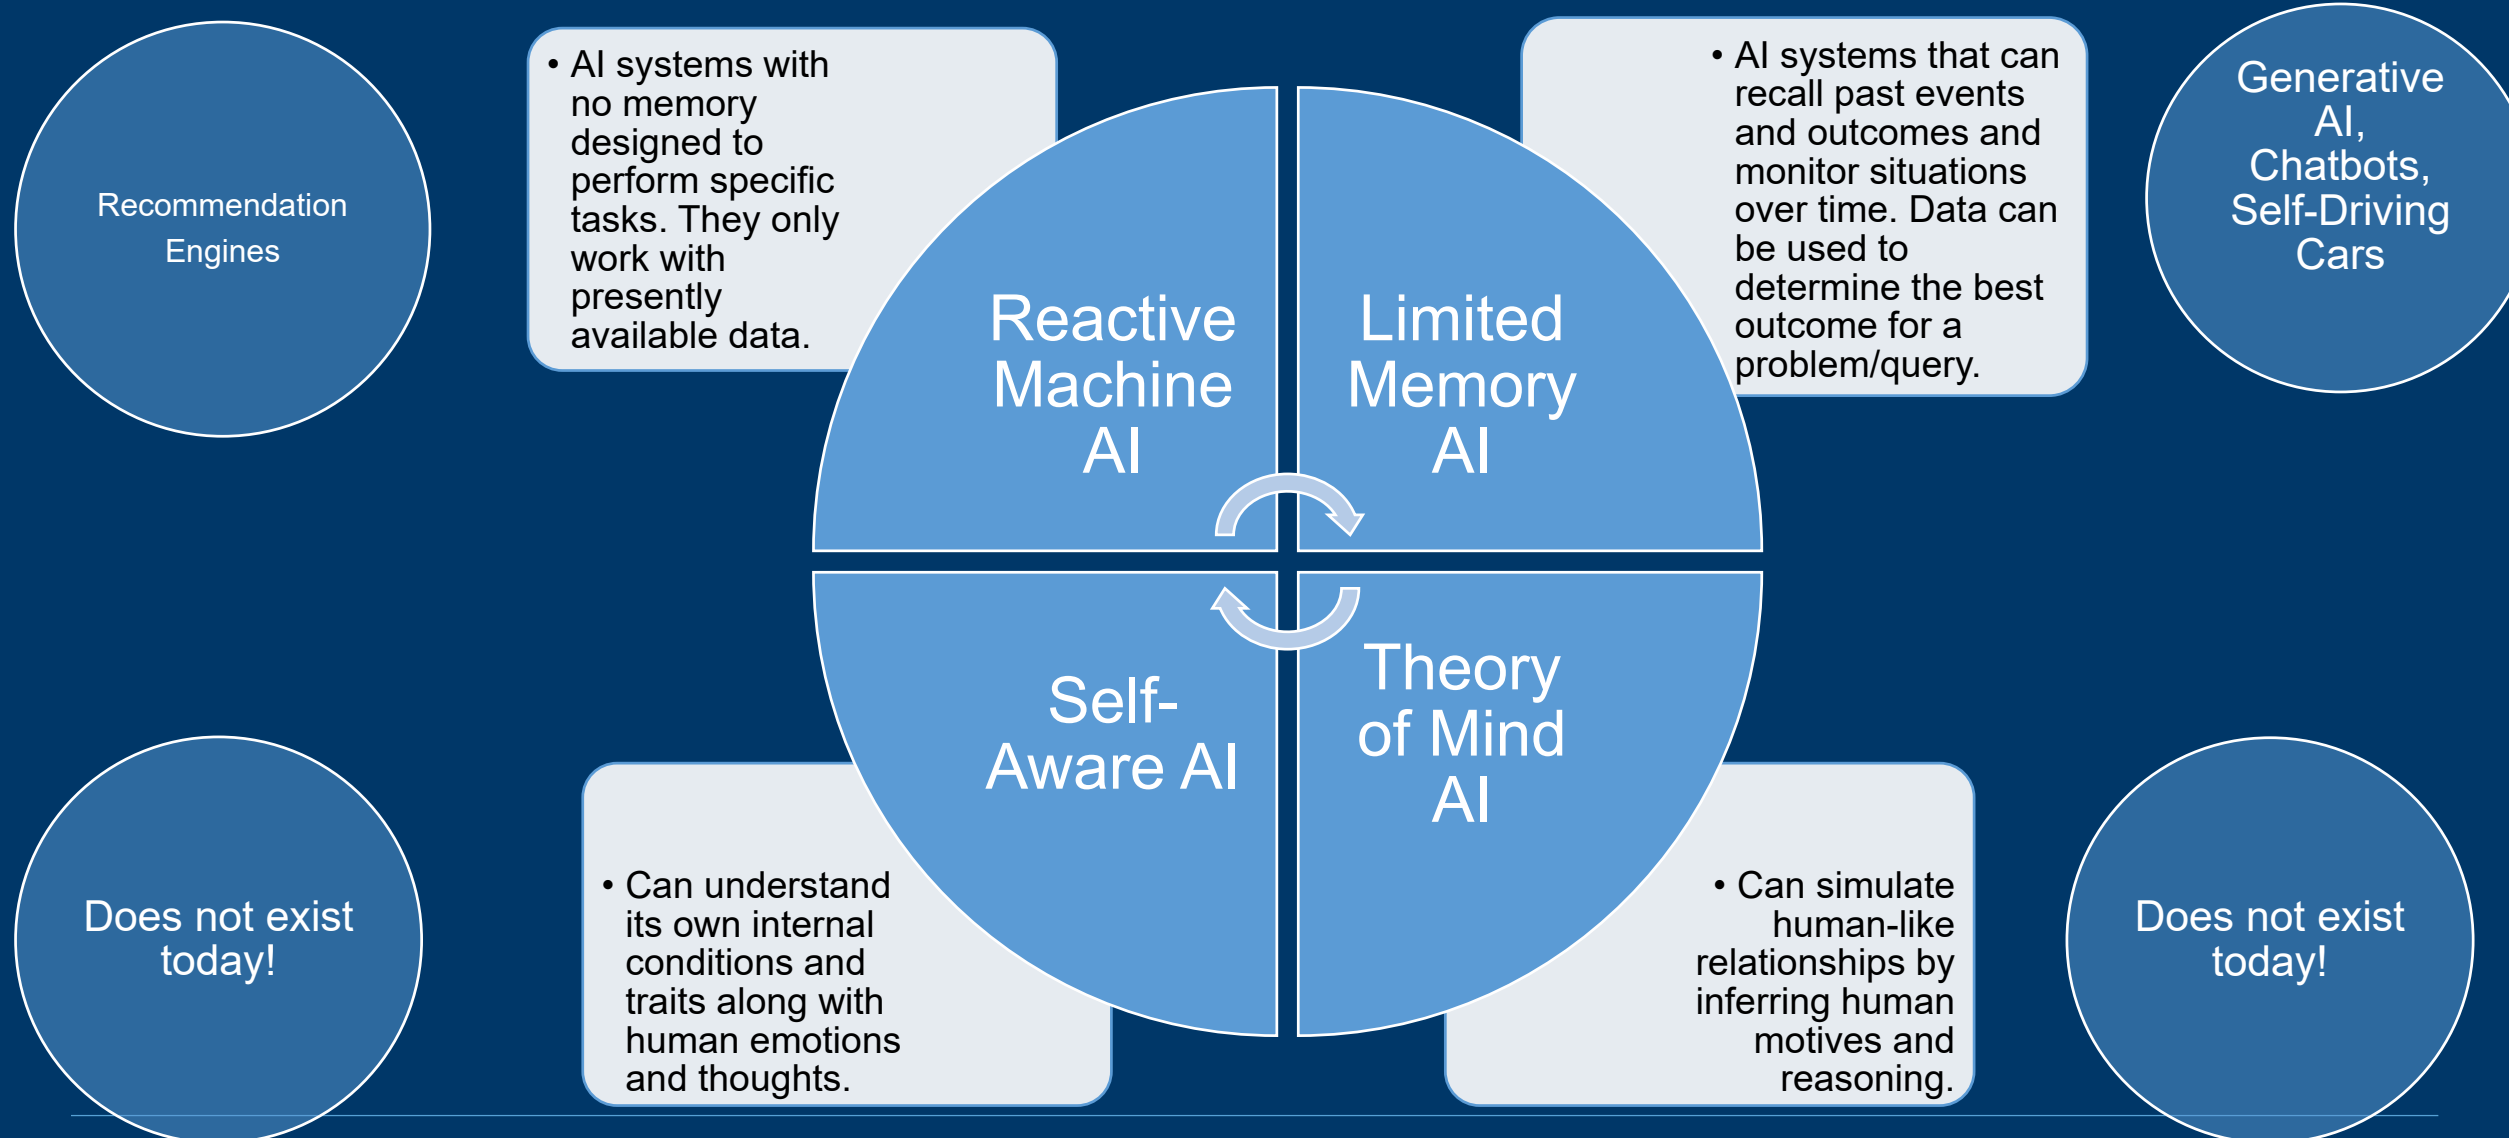 Recommendation
Engines
• AI systems with
no memory
designed to
perform specific
tasks. They only
work with
presently
available data.
Reactive
Machine
AI
Limited
Memory
AI
• AI systems that can
recall past events
and outcomes and
monitor situations
over time. Data can
be used to
determine the best
outcome for a
problem/query.
Generative
AI,
Chatbots,
Self-Driving
Cars
Does not exist
today!
• Can understand
its own internal
conditions and
traits along with
human emotions
and thoughts.
Self-
Aware AI
Theory
of Mind
AI
• Can simulate
human-like
relationships by
inferring human
motives and
reasoning.
Does not exist
today!